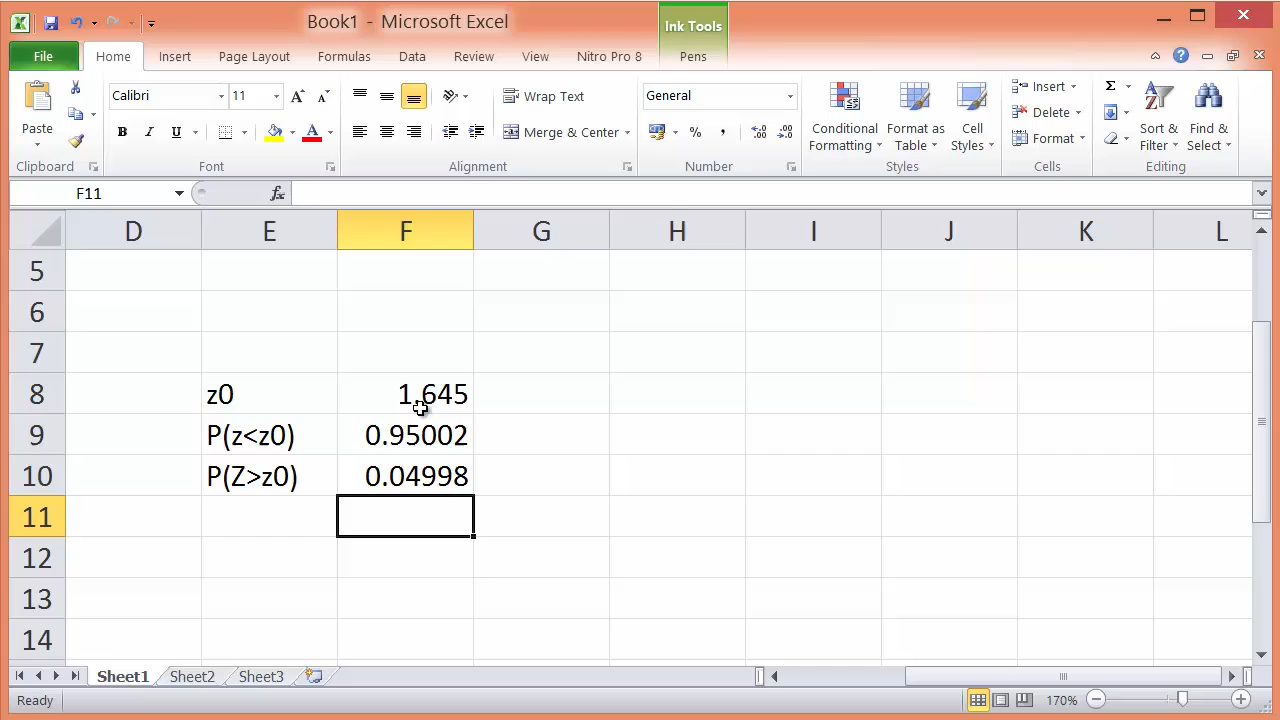 Book1 - Microsoft Excel
Ink Tools
File Home Insert Page Layout Formulas Data Review View Nitro Pro 8 Pens
Paste
Calibri 11
Wrap Text
Merge & Center
General
Conditional Formatting
Format as Table
Cell Styles
Insert
Delete
Format
Sort & Filter
Find & Select
Clipboard Font Alignment Number Styles Cells Editing
F11 fx
D E F G H I J K L
5
6
7
8 z0 1.645
9 P(z<z0) 0.95002
10 P(Z>z0) 0.04998
11
12
13
14
Sheet1 Sheet2 Sheet3
Ready 170%